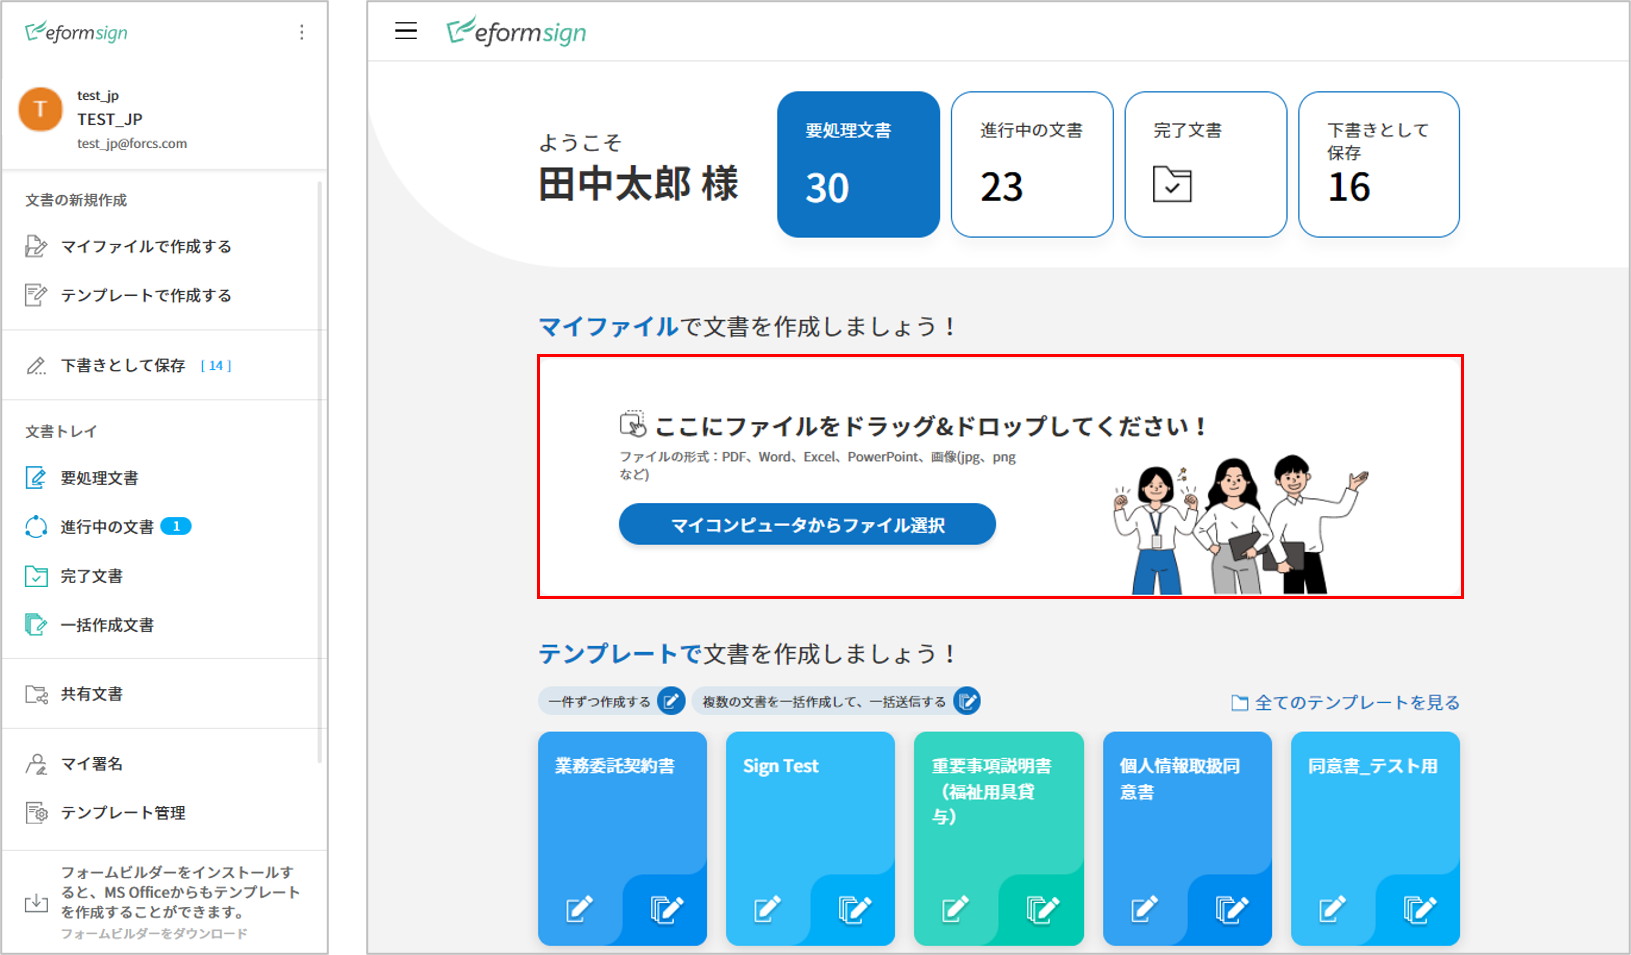 eformsign
T
test_jp
TEST_JP
test_jp@forcs.com
文書の新規作成
マイファイルで作成する
テンプレートで作成する
下書きとして保存 [ 14 ]
文書トレイ
要処理文書
進行中の文書 1
完了文書
一括作成文書
共有文書
マイ署名
テンプレート管理
フォームビルダーをインストールす
ると、MS Officeからもテンプレート
を作成することができます。
フォームビルダーをダウンロード
eformsign
ようこそ
田中太郎 様
要処理文書
30
進行中の文書
23
完了文書
下書きとして
保存
16
マイファイルで文書を作成しましょう！
ここにファイルをドラッグ&ドロップしてください！
ファイルの形式：PDF、Word、Excel、PowerPoint、画像(jpg、png
など)
マイコンピュータからファイル選択
テンプレートで文書を作成しましょう！
一件ずつ作成する
複数の文書を一括作成して、一括送信する
全てのテンプレートを見る
業務委託契約書
Sign Test
重要事項説明書
（福祉用具貸
与）
個人情報取扱同
意書
同意書_テスト用